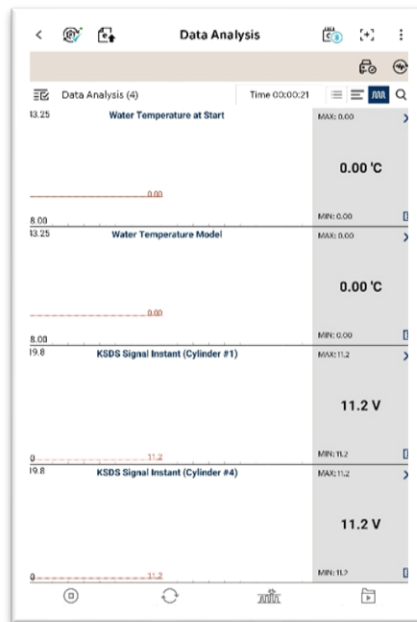 Data Analysis
Data Analysis (4)
Time 00:00:21
13.25
Water Temperature at Start
MAX: 0.00
0.00 'C
0.00
8.00
MIN: 0.00
13.25
Water Temperature Model
MAX: 0.00
0.00 'C
0.00
8.00
MIN: 0.00
19.8
KSDS Signal Instant (Cylinder #1)
MAX: 11.2
11.2 V
0
11.2
MIN: 11.2
19.8
KSDS Signal Instant (Cylinder #4)
MAX: 11.2
11.2 V
0
11.2
MIN: 11.2